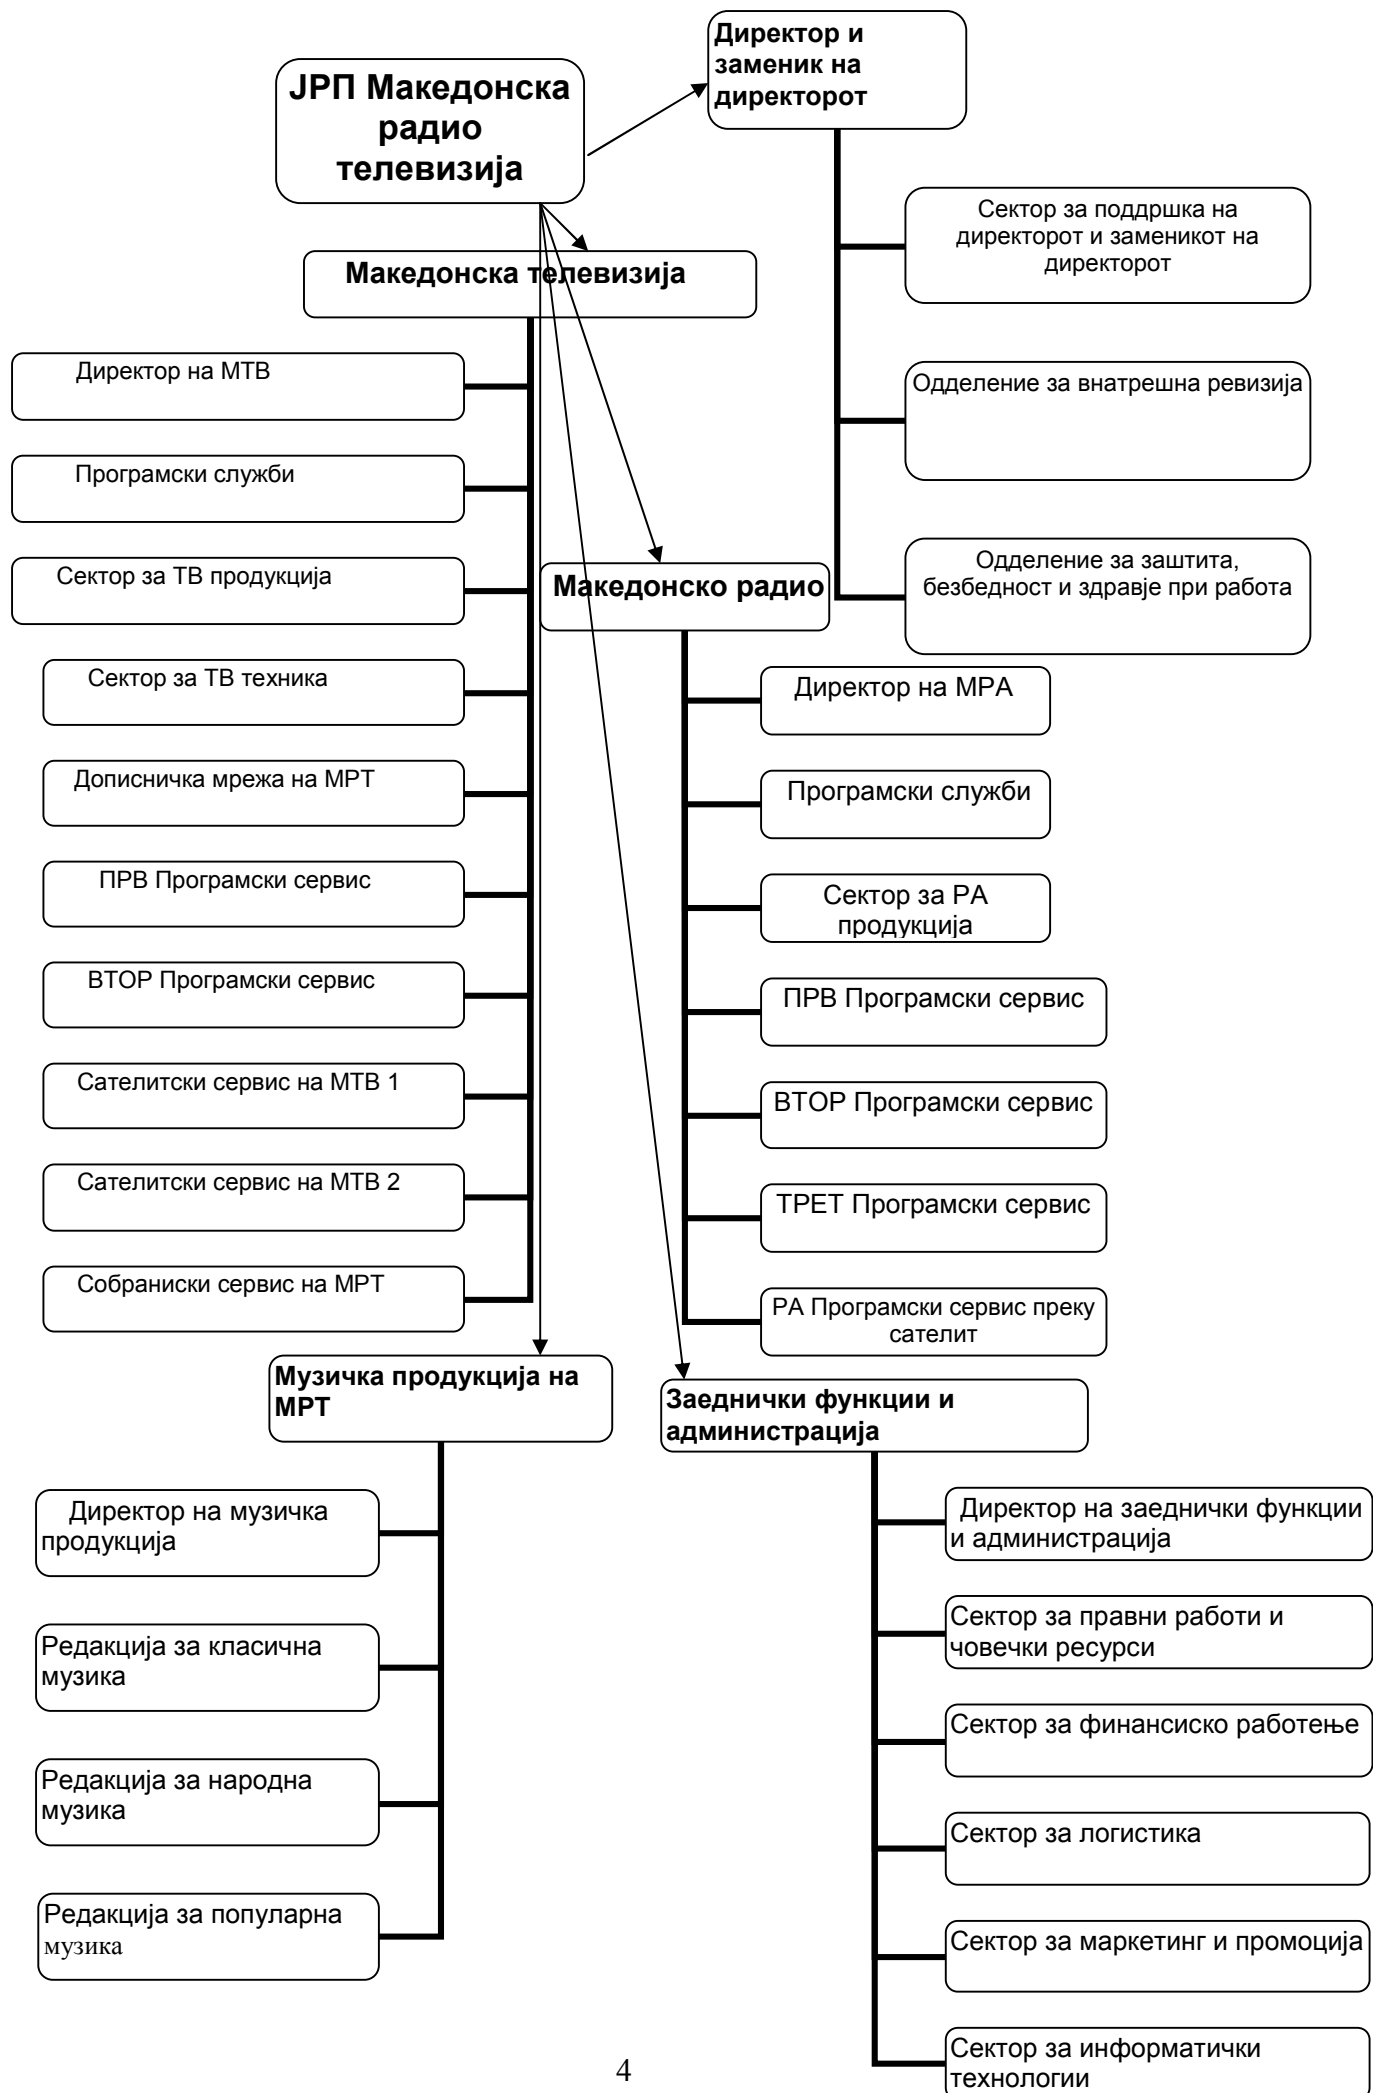 ЈРП Македонска
радио
телевизија
Директор и
заменик на
директорот
Сектор за поддршка на
директорот и заменикот на
директорот
Одделение за внатрешна ревизија
Одделение за заштита,
безбедност и здравје при работа
Македонска телевизија
Директор на МТВ
Програмски служби
Сектор за ТВ продукција
Сектор за ТВ техника
Дописничка мрежа на МРТ
ПРВ Програмски сервис
ВТОР Програмски сервис
Сателитски сервис на МТВ 1
Сателитски сервис на МТВ 2
Собраниски сервис на МРТ
Македонско радио
Директор на МРА
Програмски служби
Сектор за РА
продукција
ПРВ Програмски сервис
ВТОР Програмски сервис
ТРЕТ Програмски сервис
РА Програмски сервис преку
сателит
Музичка продукција на
МРТ
Директор на музичка
продукција
Редакција за класична
музика
Редакција за народна
музика
Редакција за популарна
музика
Заеднички функции и
администрација
Директор на заеднички функции
и администрација
Сектор за правни работи и
човечки ресурси
Сектор за финансиско работење
Сектор за логистика
Сектор за маркетинг и промоција
Сектор за информатички
технологии
4